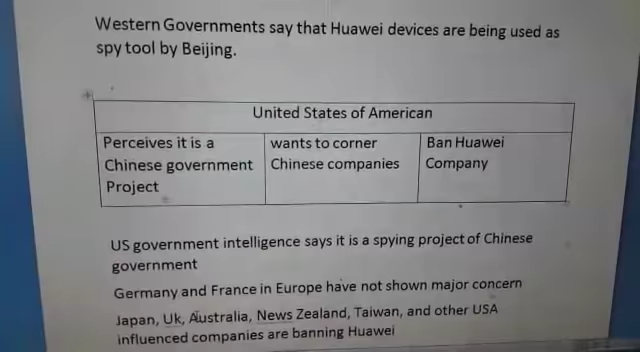 Western Governments say that Huawei devices are being used as
spy tool by Beijing.
United States of American
Perceives it is a
Chinese government
Project
wants to corner
Chinese companies
Ban Huawei
Company
US government intelligence says it is a spying project of Chinese
government
Germany and France in Europe have not shown major concern
Japan, Uk, Australia, News Zealand, Taiwan, and other USA
influenced companies are banning Huawei